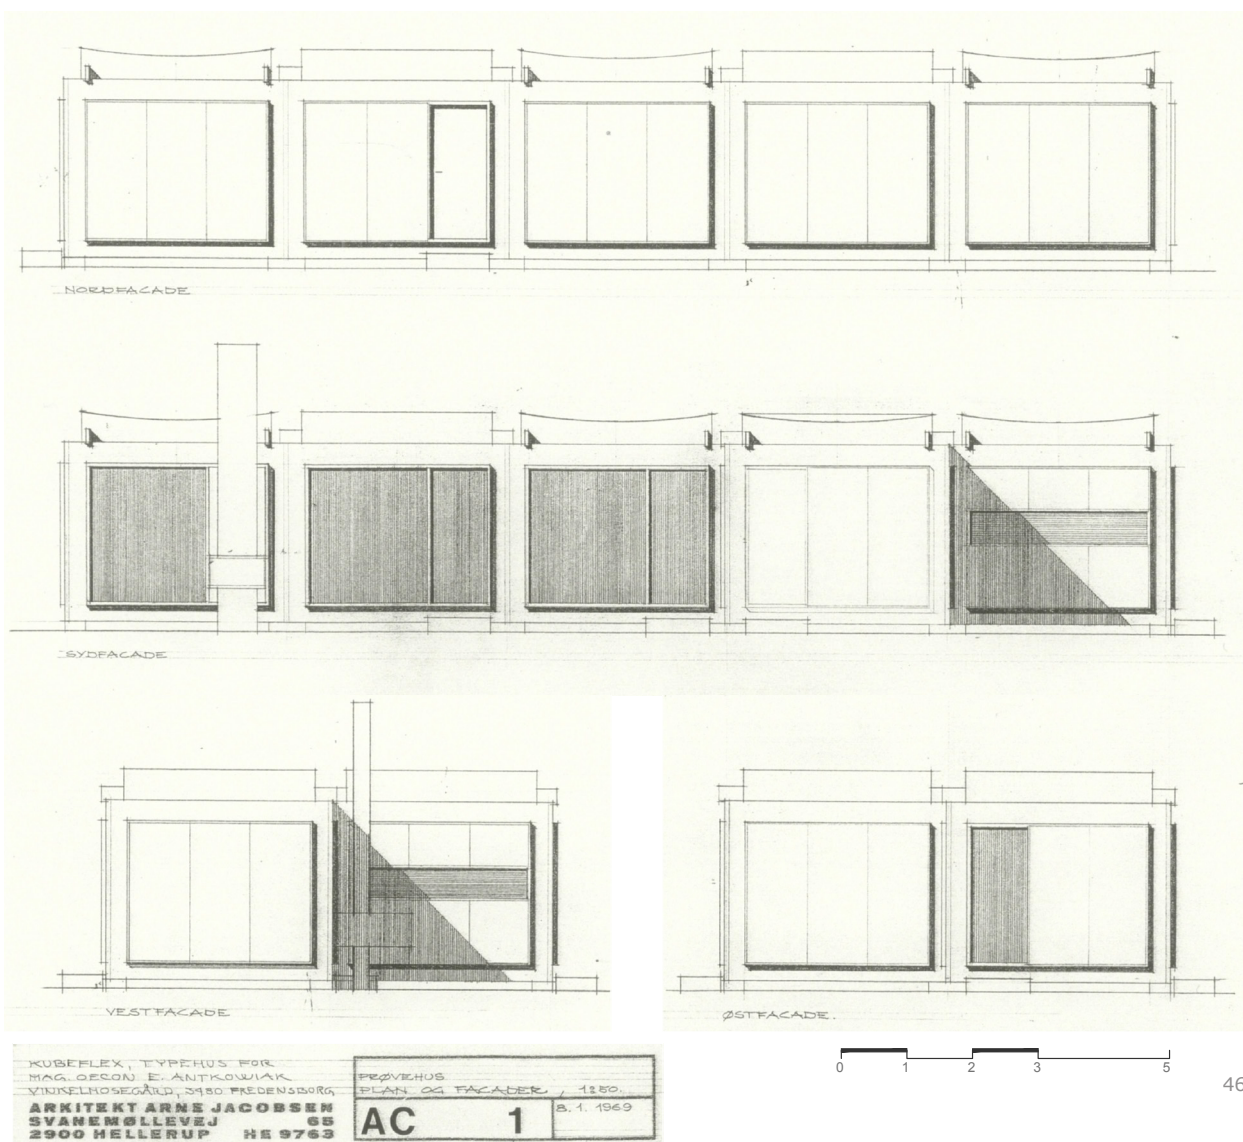 NORDFACADE
SYDFACADE
VESTFACADE
ØSTFACADE.
KUBEFLEX, TYPEHUS FOR
MAG. OECON E. ANTKOWIAK
VINKELMOSEGÅRD, 3480 FREDENSBORG
ARKITEKT ARNE JACOBSEN
SVANEMØLLEVEJ 65
2900 HELLERUP HE 9763
PRØVEHUS
PLAN OG FACADER, 1:50.
AC 1
8. 1. 1969
0 1 2 3 5
46